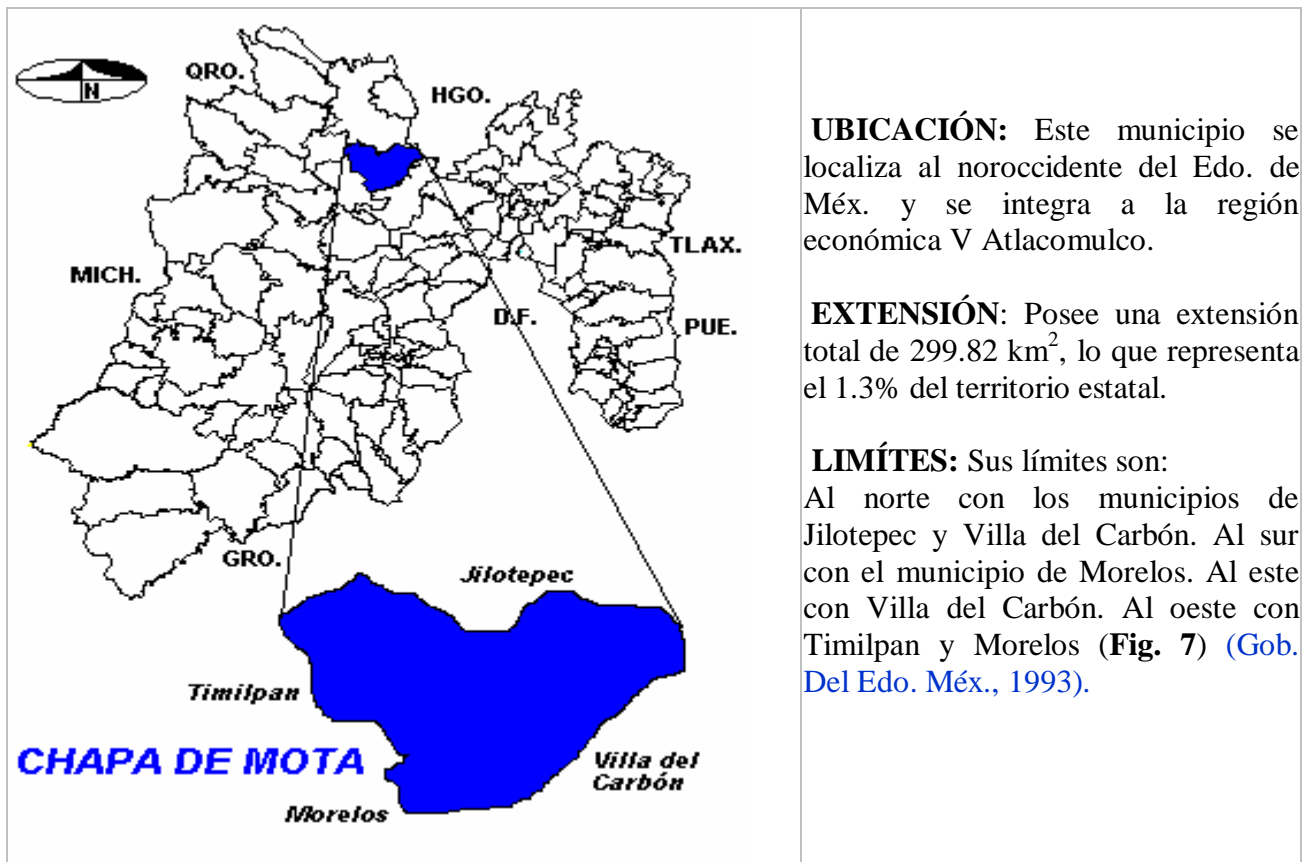 N
QRO.
HGO.
MICH.
TLAX.
D.F.
PUE.
GRO.
Jilotepec
Timilpan
CHAPA DE MOTA
Villa del
Carbón
Morelos
UBICACIÓN: Este municipio se
localiza al noroccidente del Edo. de
Méx. y se integra a la región
económica V Atlacomulco.
EXTENSIÓN: Posee una extensión
total de 299.82 km², lo que representa
el 1.3% del territorio estatal.
LIMÍTES: Sus límites son:
Al norte con los municipios de
Jilotepec y Villa del Carbón. Al sur
con el municipio de Morelos. Al este
con Villa del Carbón. Al oeste con
Timilpan y Morelos (Fig. 7) (Gob.
Del Edo. Méx., 1993).